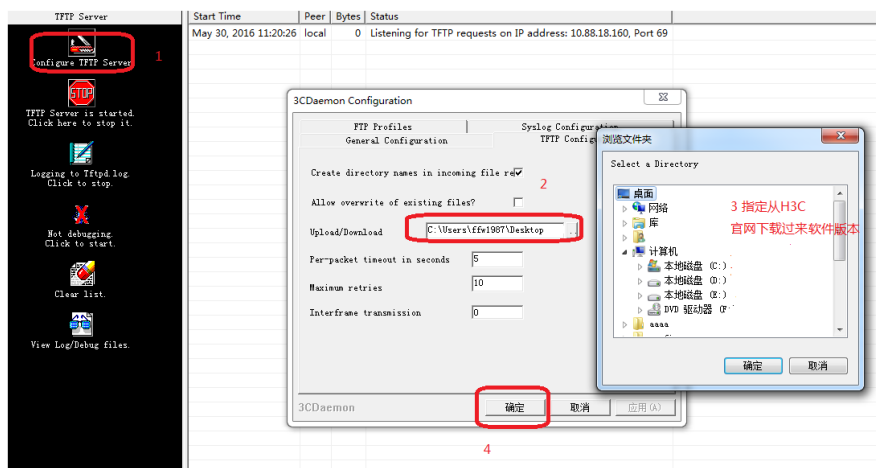 TFTP Server
Start Time Peer Bytes Status
May 30, 2016 11:20:26 local 0 Listening for TFTP requests on IP address: 10.88.18.160, Port 69
Configure TFTP Server
1
STOP
TFTP Server is started.
Click here to stop it.
Logging to Tftpd.log.
Click to stop.
Not debugging.
Click to start.
Clear list.
View Log/Debug files.
3CDaemon Configuration
FTP Profiles
Syslog Configuration
General Configuration
TFTP Config
Create directory names in incoming file re
2
Allow overwrite of existing files?
Upload/Download
C:\Users\ffw1987\Desktop
Per-packet timeout in seconds
5
Maximum retries
10
Interframe transmission
0
3CDaemon
确定
取消
应用(A)
4
浏览文件夹
Select a Directory
桌面
网络
库
计算机
本地磁盘 (C:)
本地磁盘 (D:)
本地磁盘 (E:)
DVD 驱动器 (F:
aaaa
3 指定从H3C
官网下载过来软件版本
确定
取消